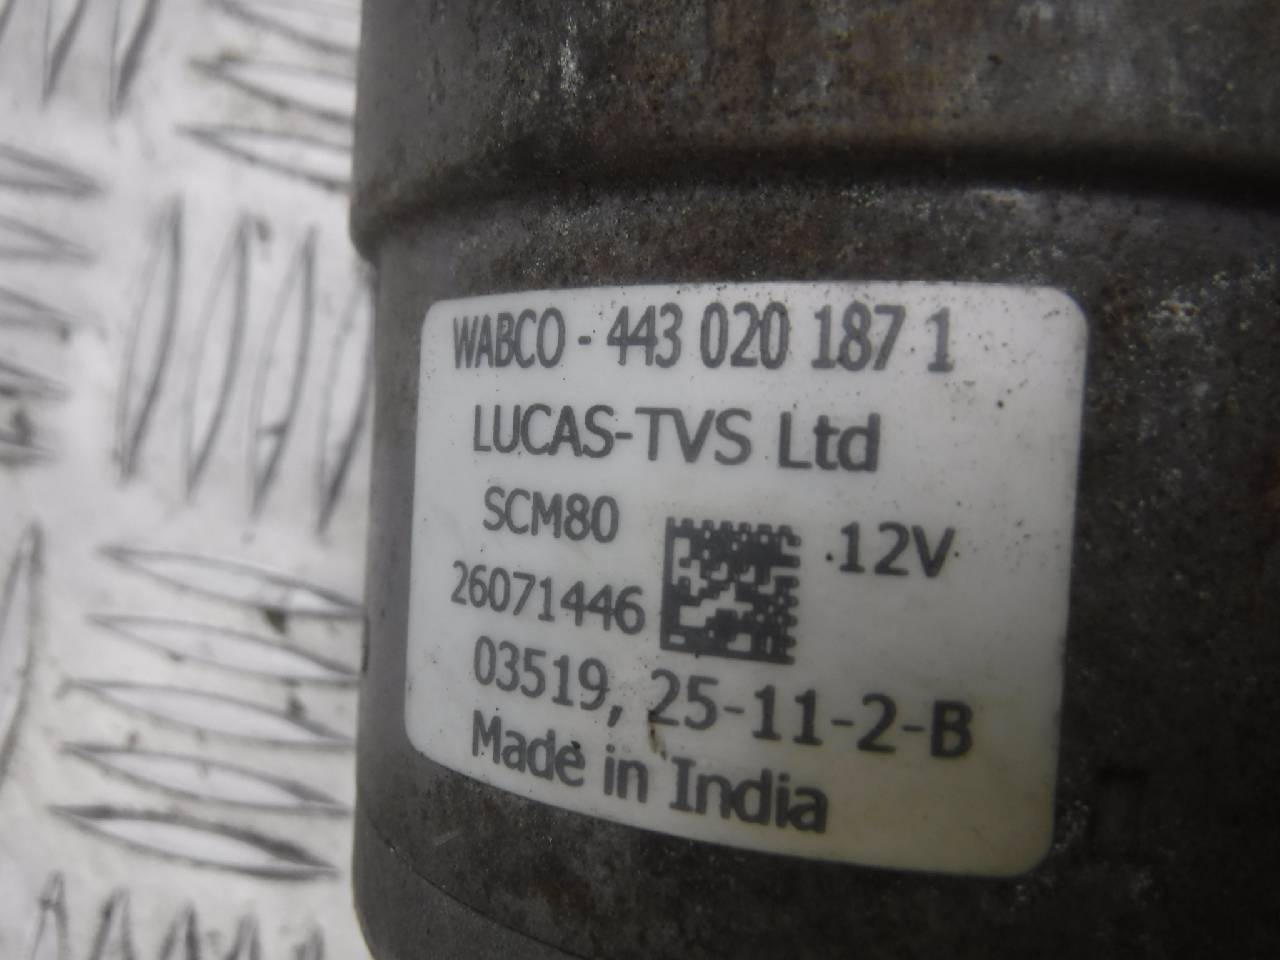 WABCO - 443 020 187 1
LUCAS-TVS Ltd
SCM80
12V
26071446
03519, 25-11-2-B
Made in India